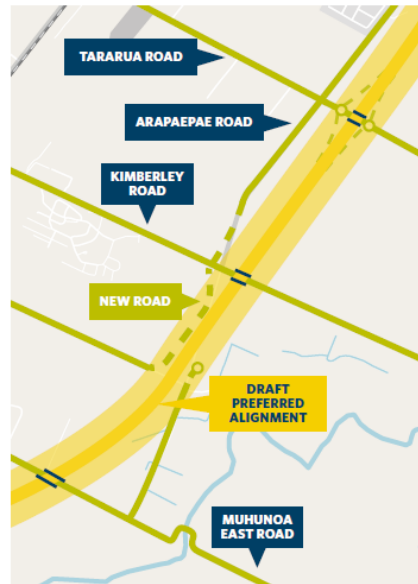 TARARUA ROAD
ARAPAEPAE ROAD
KIMBERLEY
ROAD
NEW ROAD
DRAFT
PREFERRED
ALIGNMENT
MUHUNOA
EAST ROAD